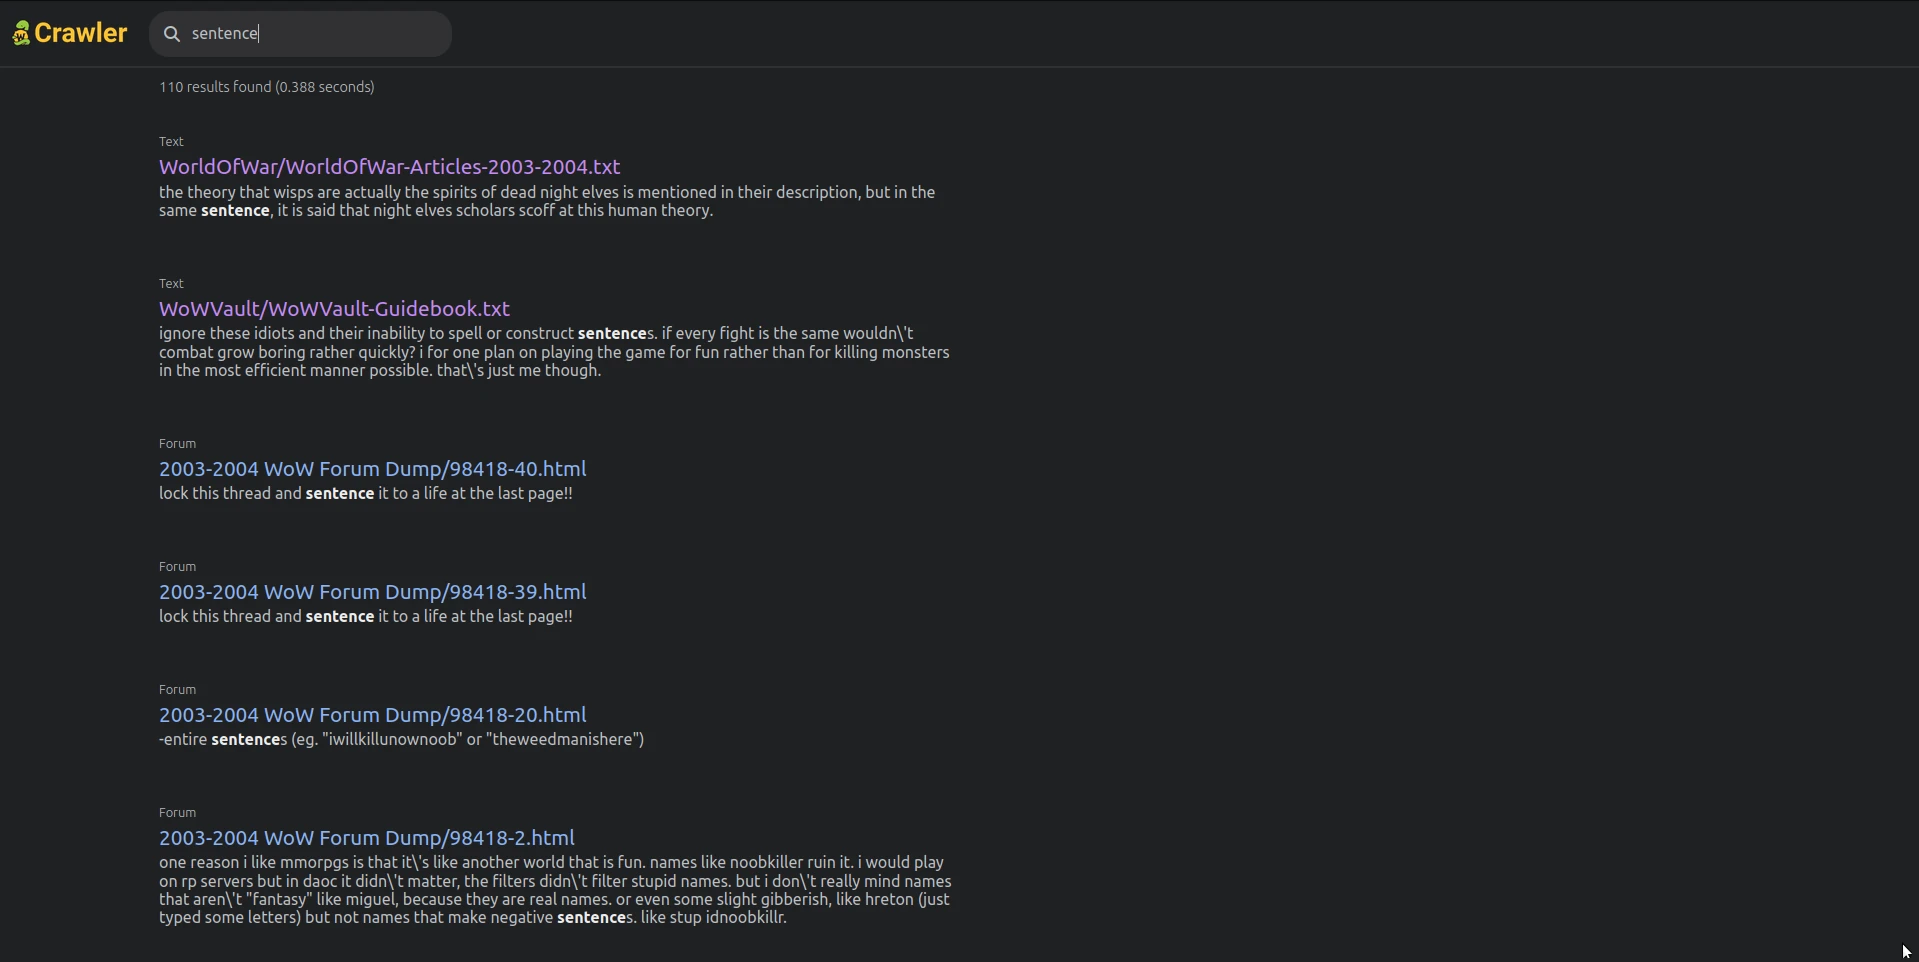 Crawler
sentence
110 results found (0.388 seconds)
Text
WorldOfWar/WorldOfWar-Articles-2003-2004.txt
the theory that wisps are actually the spirits of dead night elves is mentioned in their description, but in the
same sentence, it is said that night elves scholars scoff at this human theory.
Text
WoWVault/WoWVault-Guidebook.txt
ignore these idiots and their inability to spell or construct sentences. if every fight is the same wouldn\'t
combat grow boring rather quickly? i for one plan on playing the game for fun rather than for killing monsters
in the most efficient manner possible. that\'s just me though.
Forum
2003-2004 WoW Forum Dump/98418-40.html
lock this thread and sentence it to a life at the last page!!
Forum
2003-2004 WoW Forum Dump/98418-39.html
lock this thread and sentence it to a life at the last page!!
Forum
2003-2004 WoW Forum Dump/98418-20.html
-entire sentences (eg. "iwillkillunownoob" or "theweedmanishere")
Forum
2003-2004 WoW Forum Dump/98418-2.html
one reason i like mmorpgs is that it\'s like another world that is fun. names like noobkiller ruin it. i would play
on rp servers but in daoc it didn\'t matter, the filters didn\'t filter stupid names. but i don\'t really mind names
that aren\'t "fantasy" like miguel, because they are real names. or even some slight gibberish, like hreton (just
typed some letters) but not names that make negative sentences. like stup idnoobkillr.